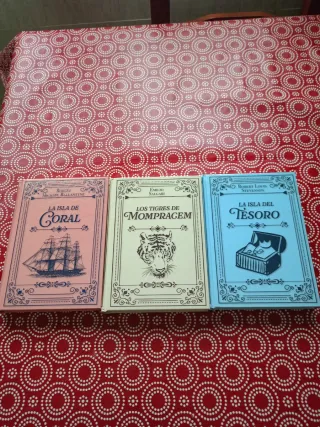 LA ISLA DE
CORAL
EMILIO
SALGARI
LOS TIGRES DE
MOMPRACEM
ROBERT LOUIS
STEVENSON
LA ISLA DEL
TESORO